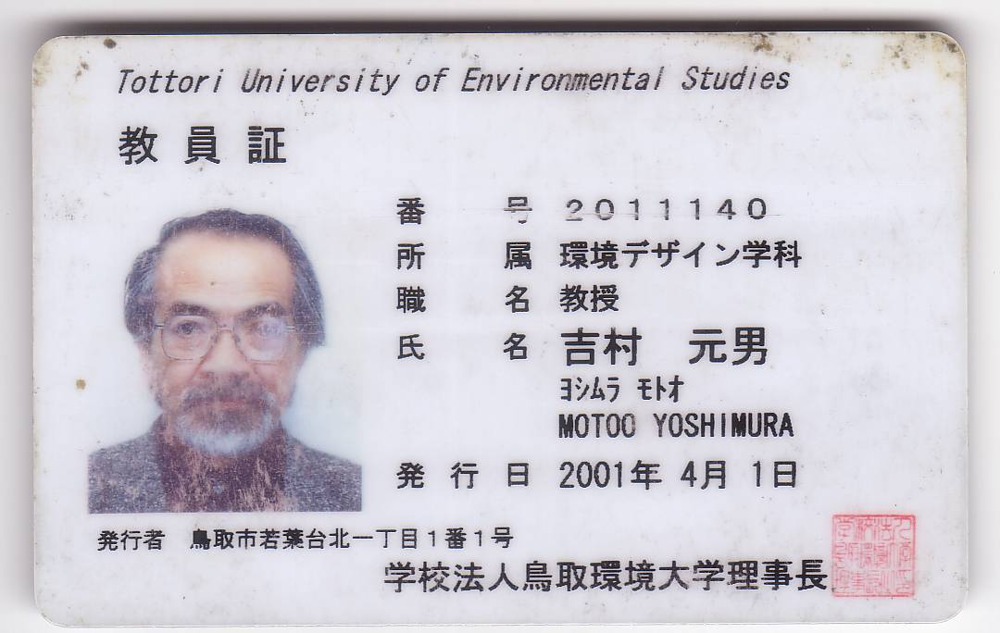 Tottori University of Environmental Studies
教員証
番号 2011140
所属 環境デザイン学科
職名 教授
氏名 吉村 元男
ﾖｼﾑﾗ ﾓﾄｵ
MOTOO YOSHIMURA
発行日 2001年 4月 1日
発行者 鳥取市若葉台北一丁目1番1号
学校法人鳥取環境大学理事長